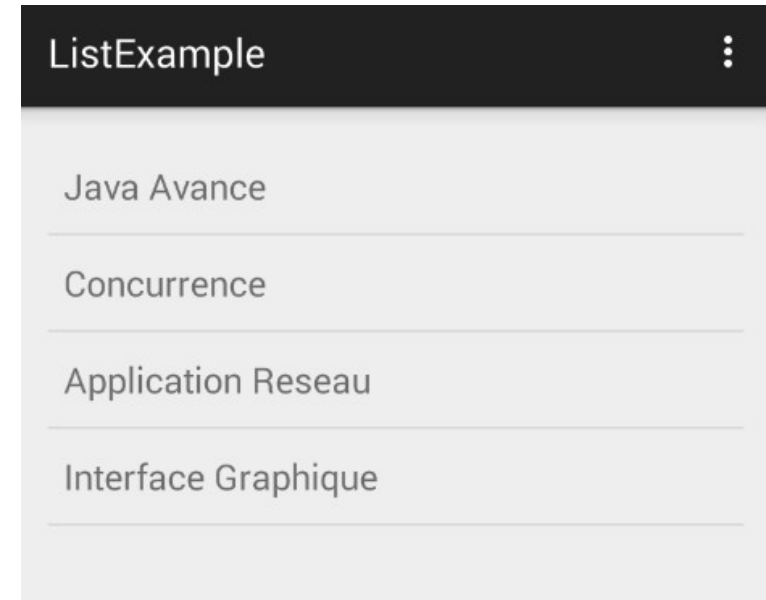 ListExample
Java Avance
Concurrence
Application Reseau
Interface Graphique